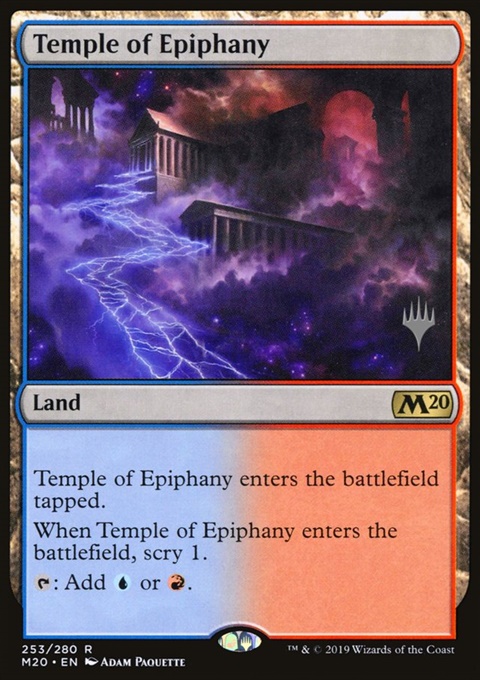 Temple of Epiphany
Land
M20
Temple of Epiphany enters the battlefield
tapped.
When Temple of Epiphany enters the
battlefield, scry 1.
: Add or .
253/280 R
M20 • EN Adam Paquette
™ & © 2019 Wizards of the Coast